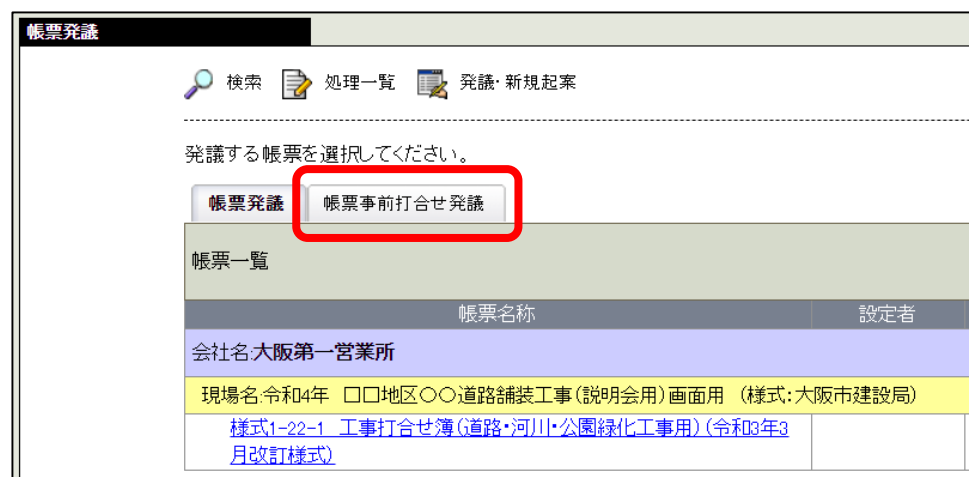 帳票発議
検索 処理一覧 発議・新規起案
発議する帳票を選択してください。
帳票発議 帳票事前打合せ発議
帳票一覧
帳票名称 設定者
会社名:大阪第一営業所
現場名:令和4年 □□地区〇〇道路舗装工事(説明会用)画面用 (様式:大阪市建設局)
様式1-22-1 工事打合せ簿(道路・河川・公園緑化工事用)(令和3年3
月改訂様式)